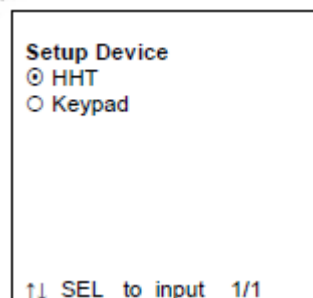 Setup Device
⊙ HHT
○ Keypad
↑↓ SEL to input 1/1